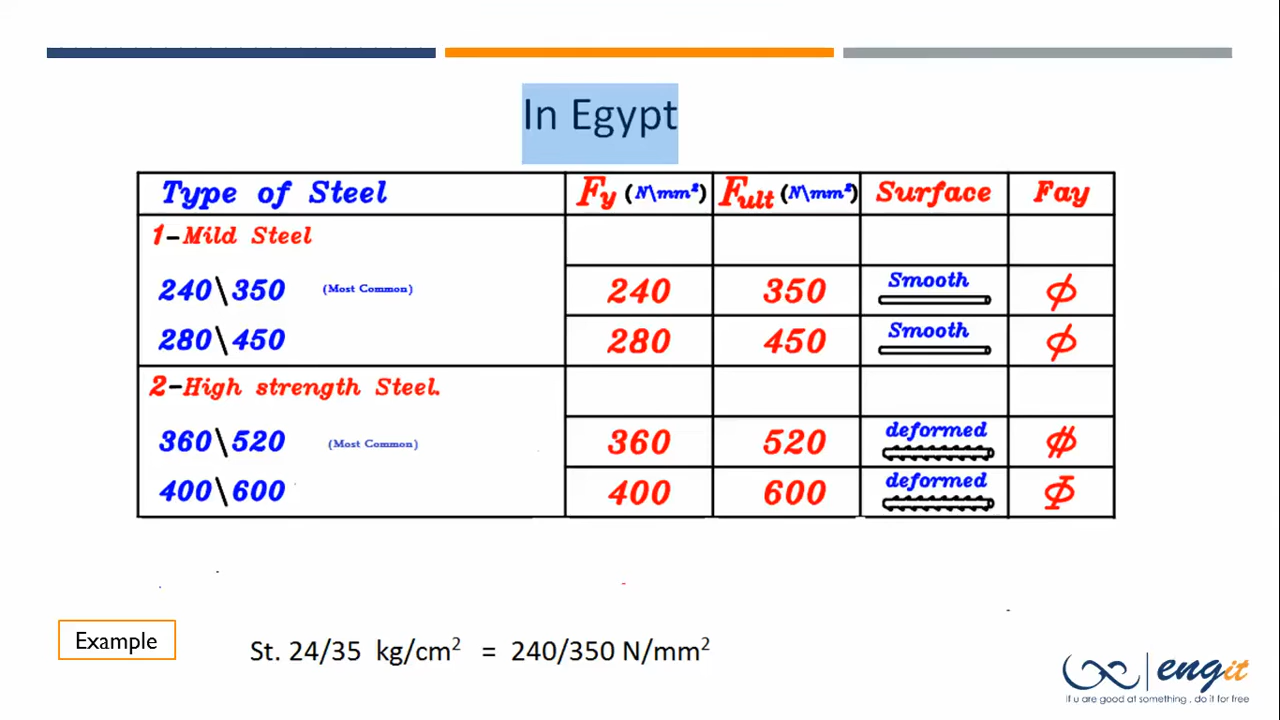 In Egypt
Type of Steel Fy (N\mm²) Fult (N\mm²) Surface Fay
1-Mild Steel
240\350 (Most Common) 240 350 Smooth ϕ
280\450 280 450 Smooth ϕ
2-High strength Steel.
360\520 (Most Common) 360 520 deformed
400\600 400 600 deformed Φ
Example St. 24/35 kg/cm² = 240/350 N/mm²
engit
if u are good at something , do it for free